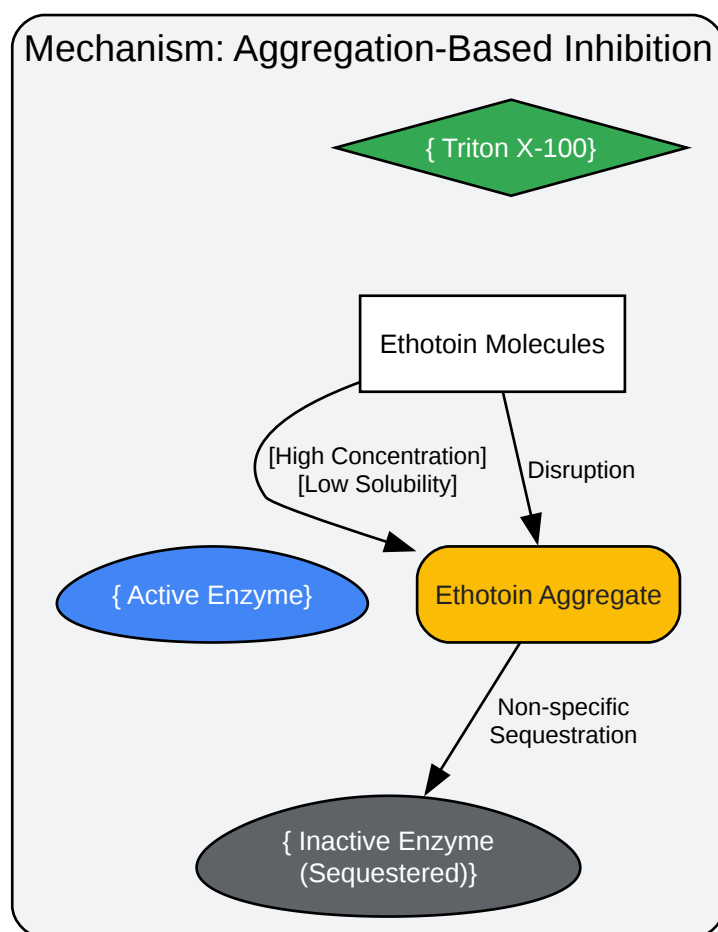 Mechanism: Aggregation-Based Inhibition
{ Triton X-100}
Ethotoin Molecules
[High Concentration]
[Low Solubility]
Disruption
{ Active Enzyme}
Ethotoin Aggregate
Non-specific
Sequestration
{ Inactive Enzyme
(Sequestered)}